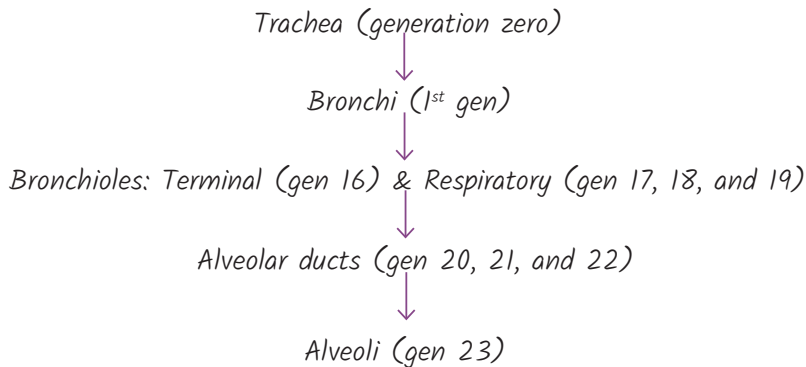 Trachea (generation zero)
Bronchi (1st gen)
Bronchioles: Terminal (gen 16) & Respiratory (gen 17, 18, and 19)
Alveolar ducts (gen 20, 21, and 22)
Alveoli (gen 23)